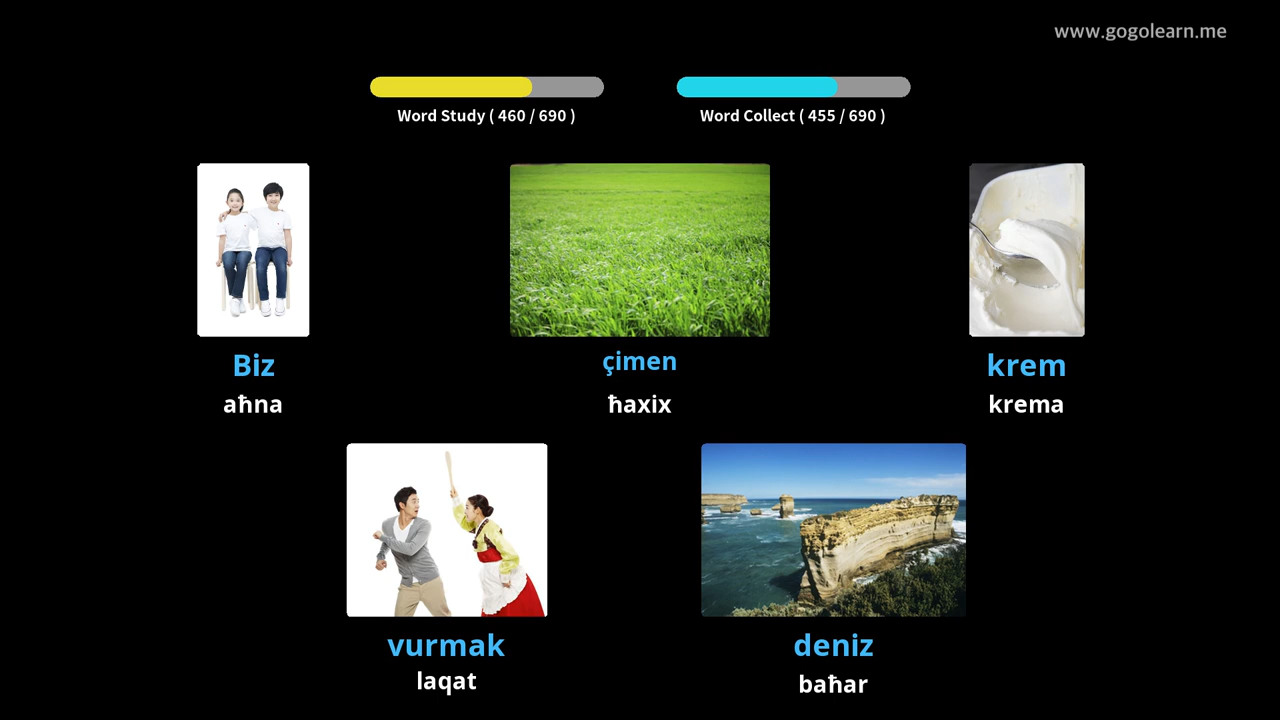 www.gogolearn.me
Word Study ( 460 / 690 )
Word Collect ( 455 / 690 )
Biz
aħna
çimen
ħaxix
krem
krema
vurmak
laqat
deniz
baħar